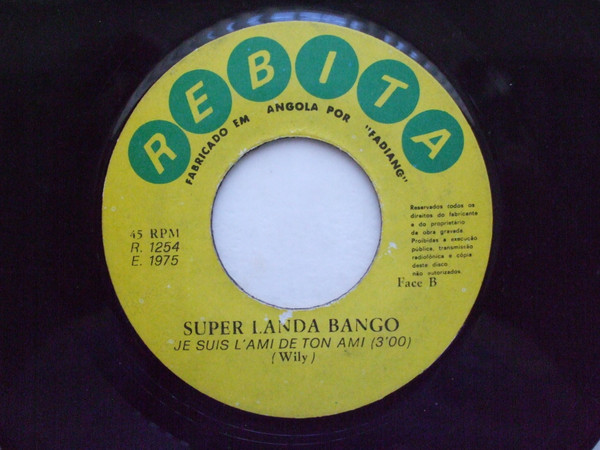 REBITA
FABRICADO EM ANGOLA POR "FADIANG"
45 RPM
R. 1254
E. 1975
Reservados todos os
direitos do fabricante
e do proprietário
da obra gravada.
Proibidas a execução
pública, transmissão
radiofónica e cópia
deste disco,
não autorizadas.
Face B
SUPER LANDA BANGO
JE SUIS L'AMI DE TON AMI (3'00)
(Wily)